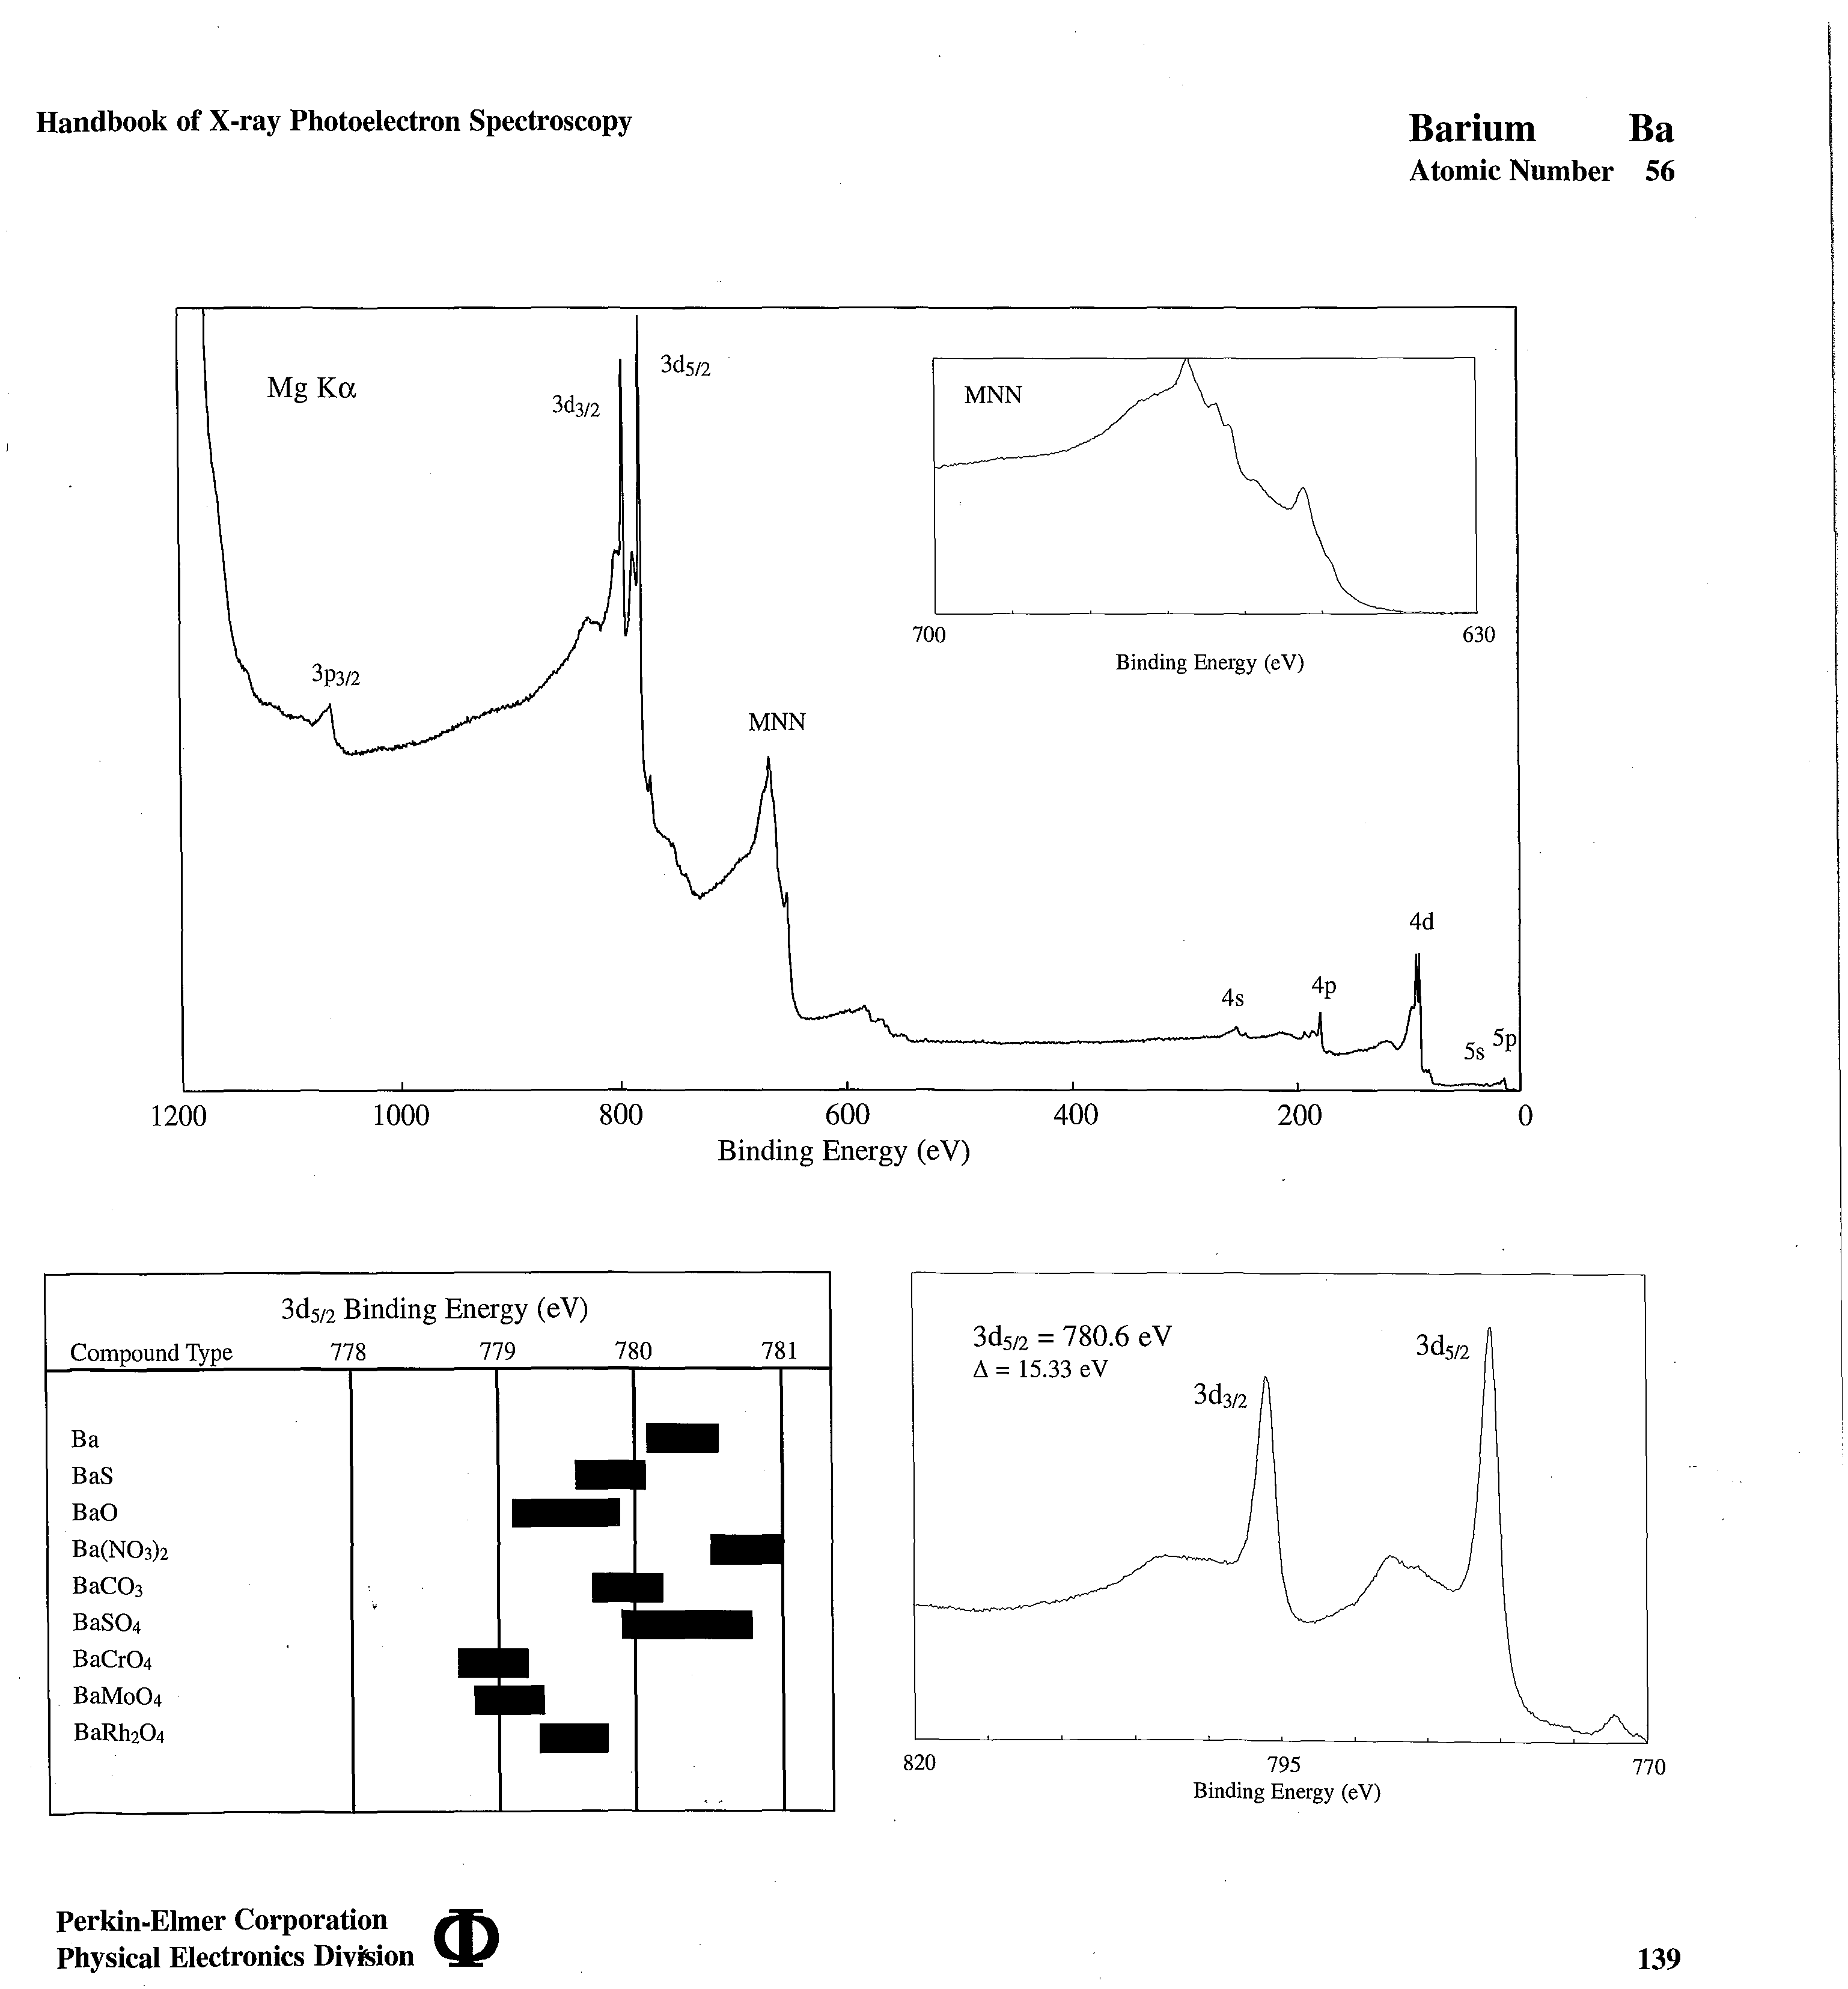 Handbook of X-ray Photoelectron Spectroscopy
Barium Ba
Atomic Number 56
Mg Kα
3d3/2
3d5/2
3p3/2
MNN
4s
4p
4d
5s
5p
1200 1000 800 600 400 200 0
Binding Energy (eV)
MNN
700 630
Binding Energy (eV)
3d5/2 Binding Energy (eV)
Compound Type 778 779 780 781
Ba
BaS
BaO
Ba(NO3)2
BaCO3
BaSO4
BaCrO4
BaMoO4
BaRh2O4
3d5/2 = 780.6 eV
Δ = 15.33 eV
3d3/2
3d5/2
820 795 770
Binding Energy (eV)
Perkin-Elmer Corporation
Physical Electronics Division
Φ
139